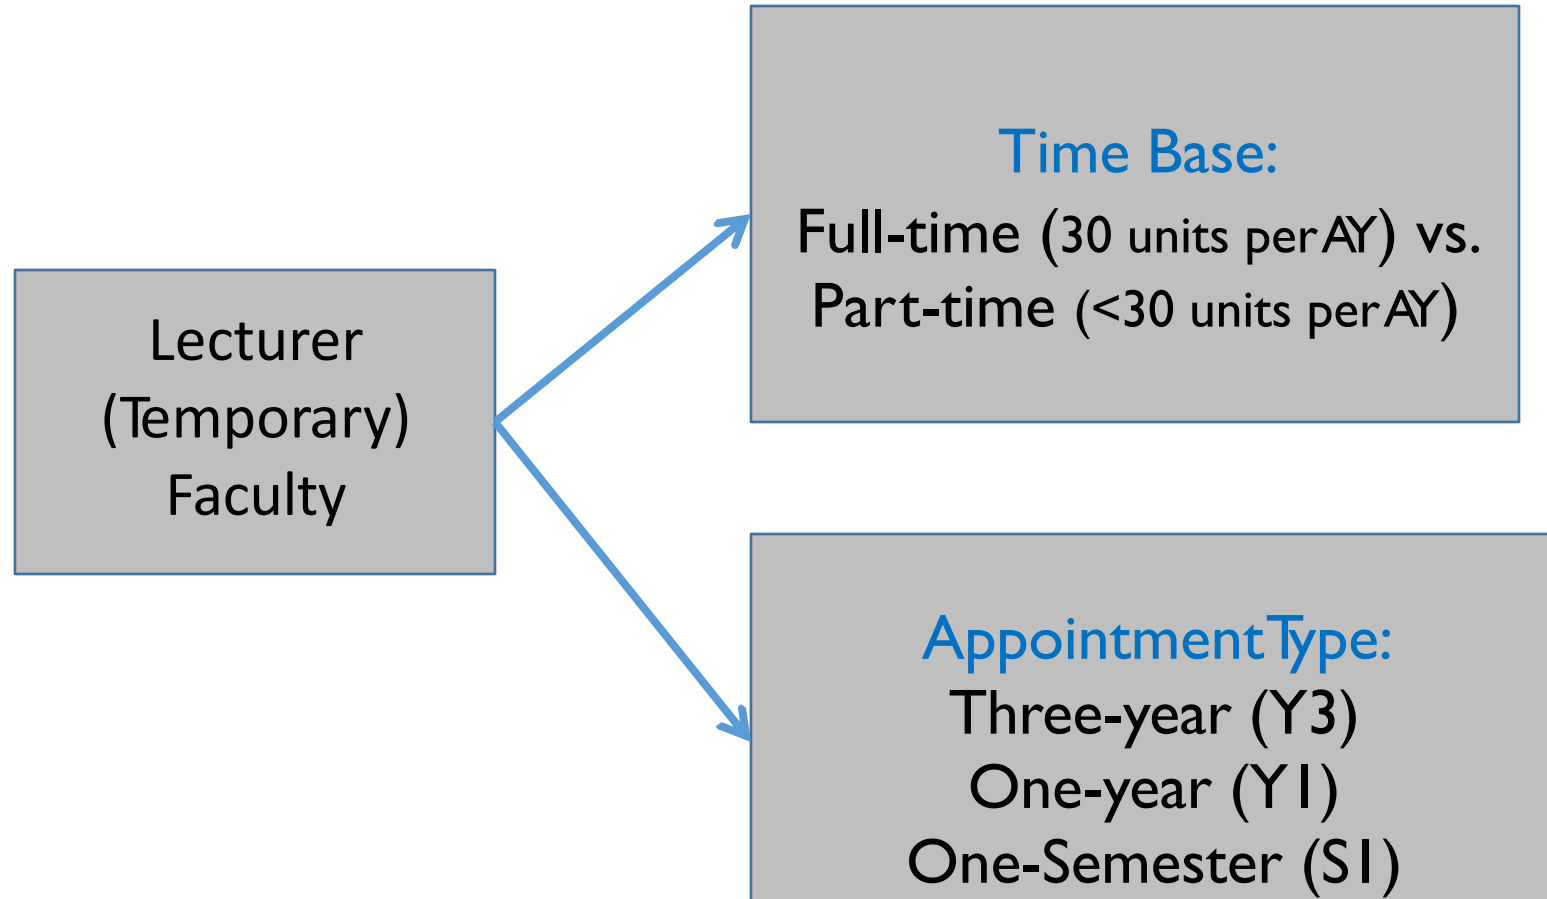 Lecturer
(Temporary)
Faculty
Time Base:
Full-time (30 units per AY) vs.
Part-time (<30 units per AY)
Appointment Type:
Three-year (Y3)
One-year (Y1)
One-Semester (S1)